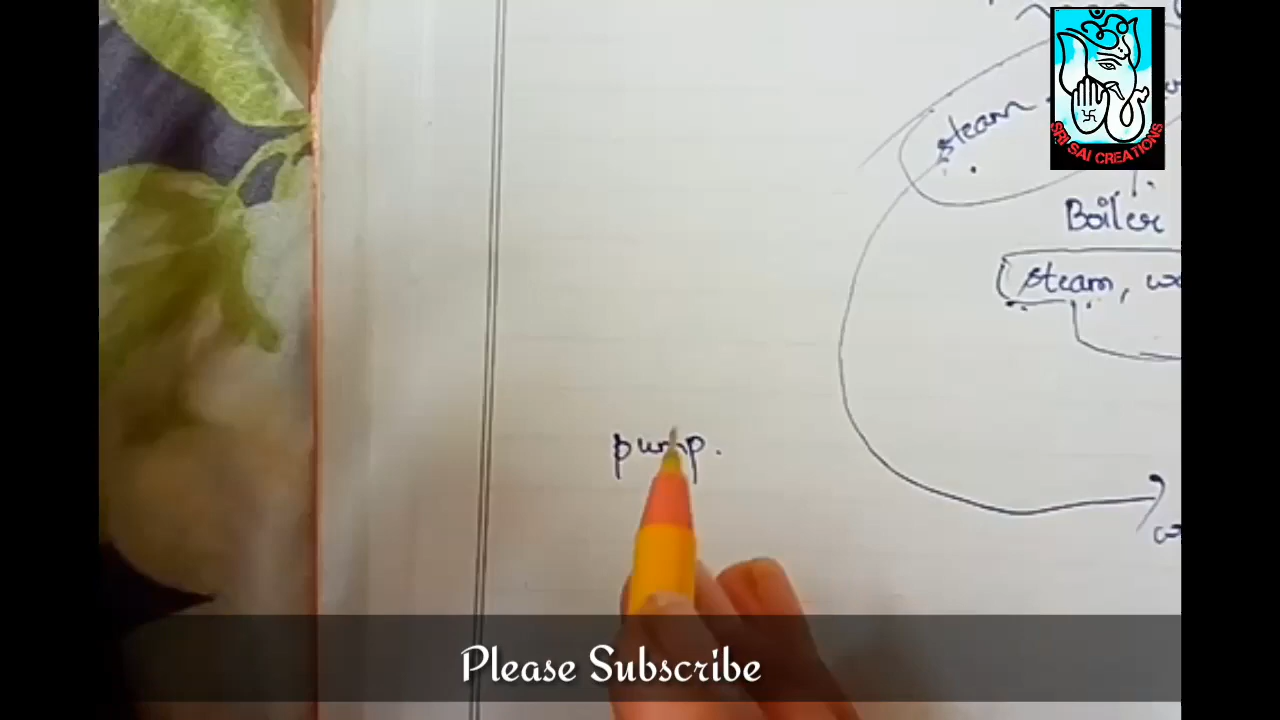 steam
SRI SAI CREATIONS
Boiler
steam,
pump.
Please Subscribe